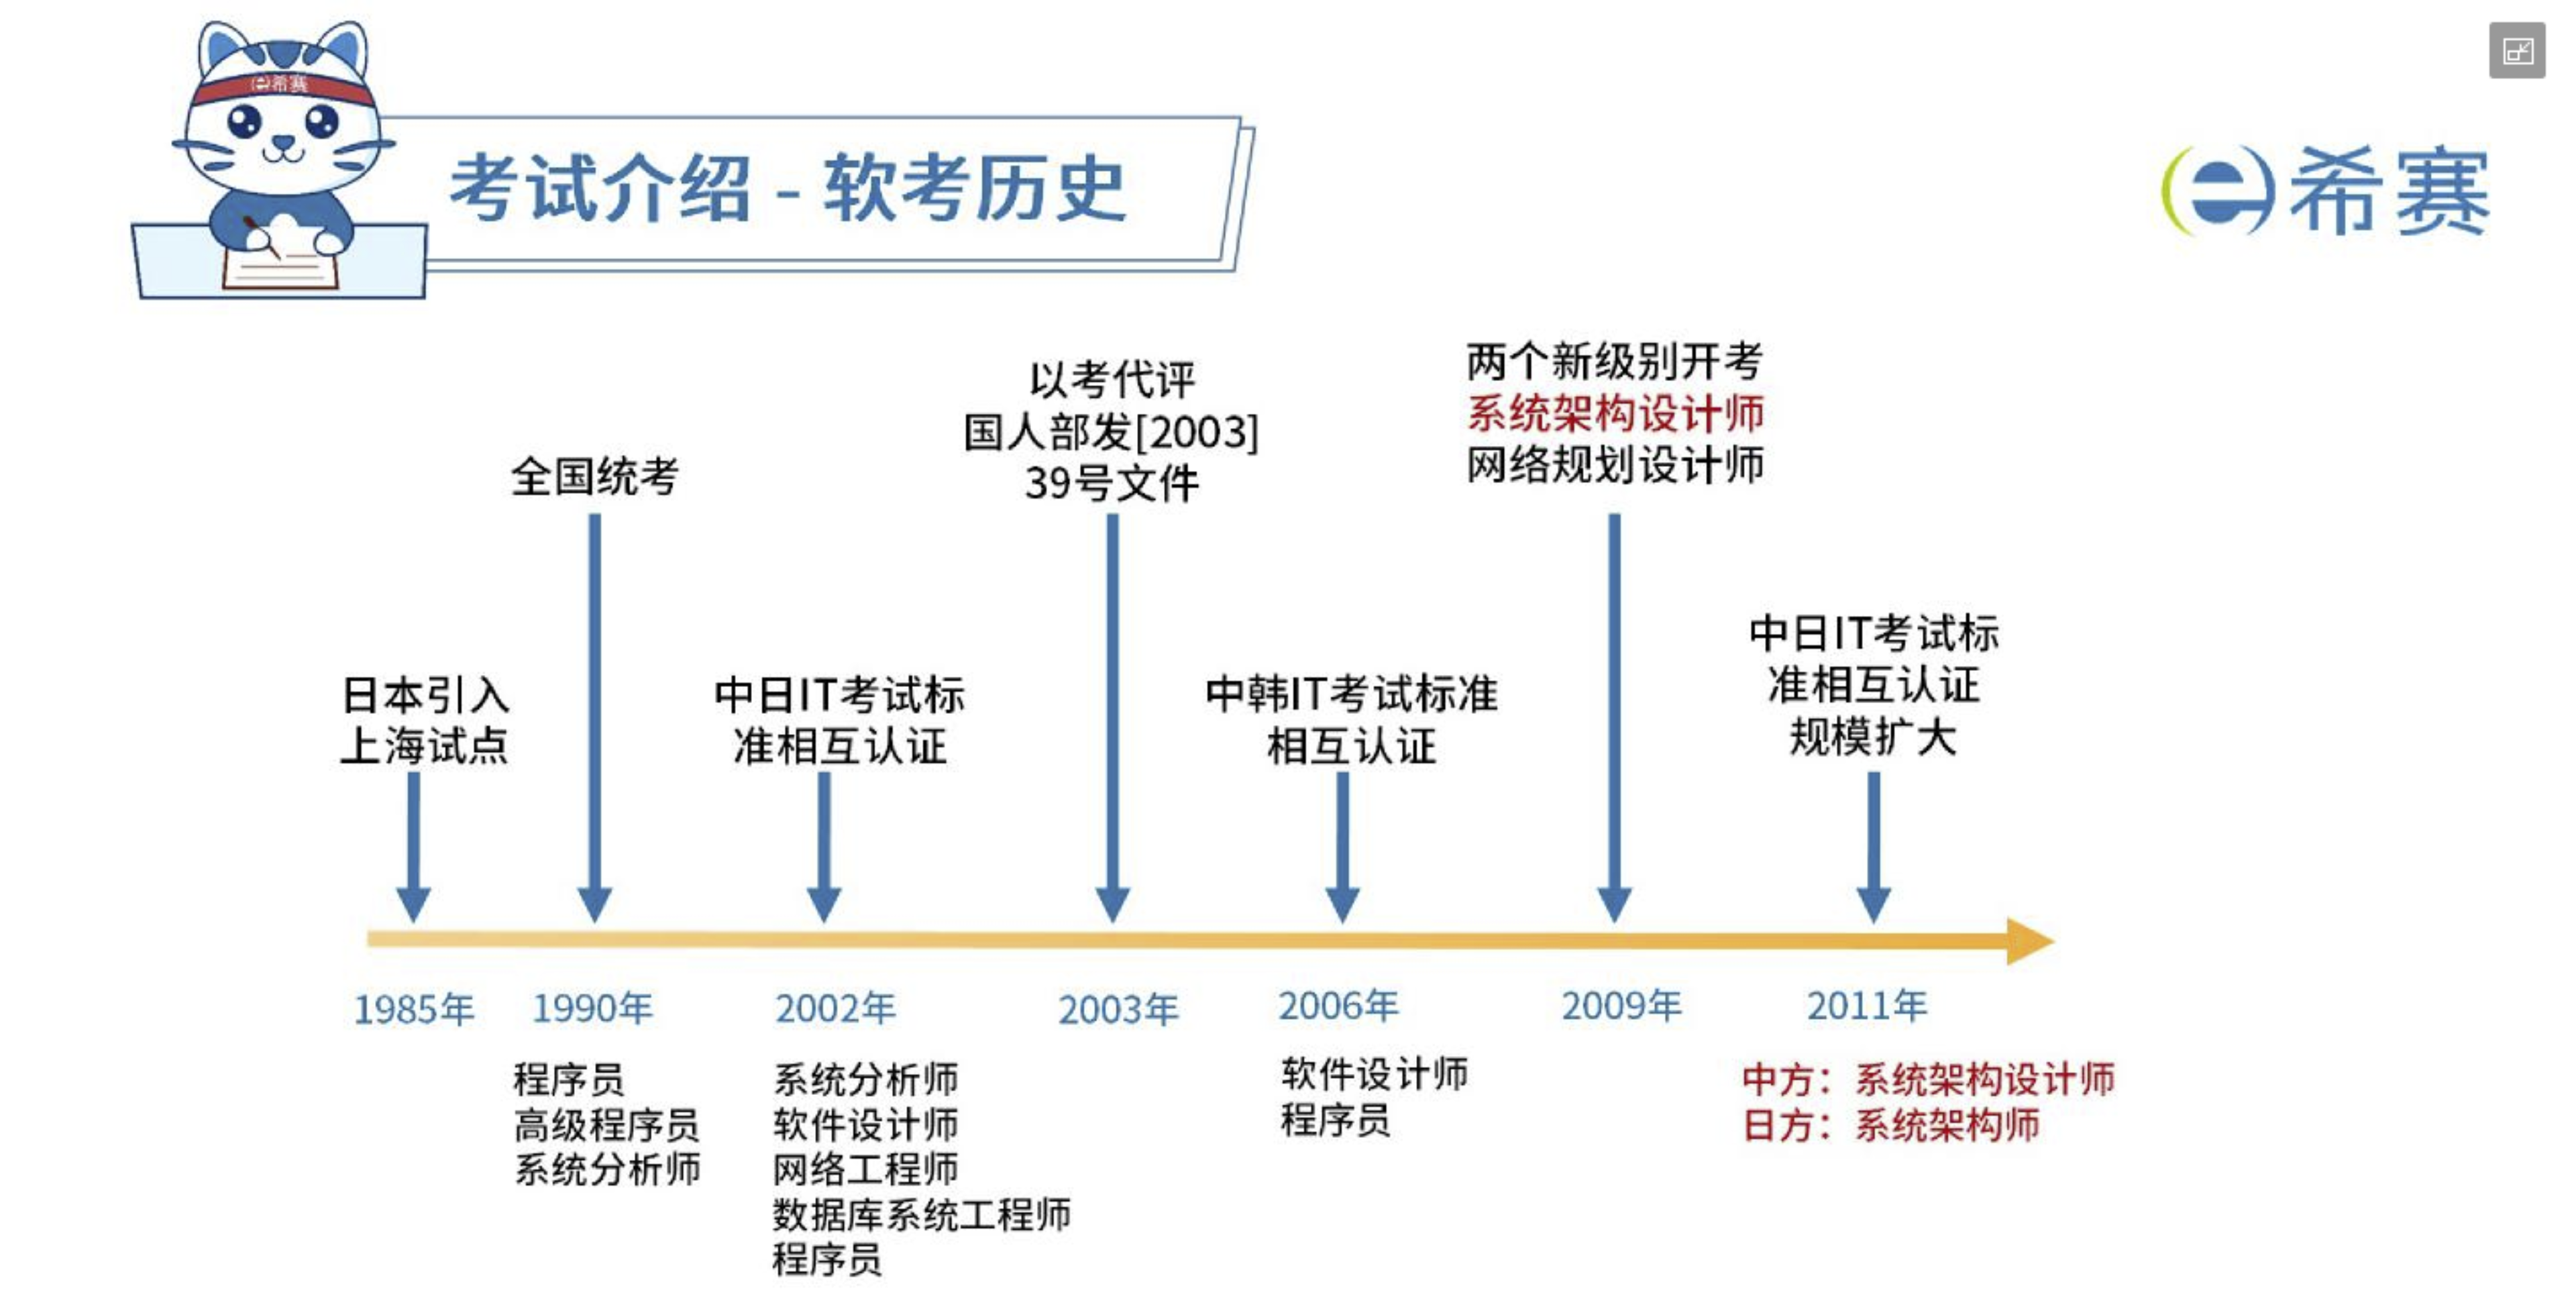 希赛
考试介绍 - 软考历史
希赛
日本引入
上海试点
全国统考
中日IT考试标
准相互认证
以考代评
国人部发[2003]
39号文件
中韩IT考试标准
相互认证
两个新级别开考
系统架构设计师
网络规划设计师
中日IT考试标
准相互认证
规模扩大
1985年
1990年
2002年
2003年
2006年
2009年
2011年
程序员
高级程序员
系统分析师
系统分析师
软件设计师
网络工程师
数据库系统工程师
程序员
软件设计师
程序员
中方：系统架构设计师
日方：系统架构师